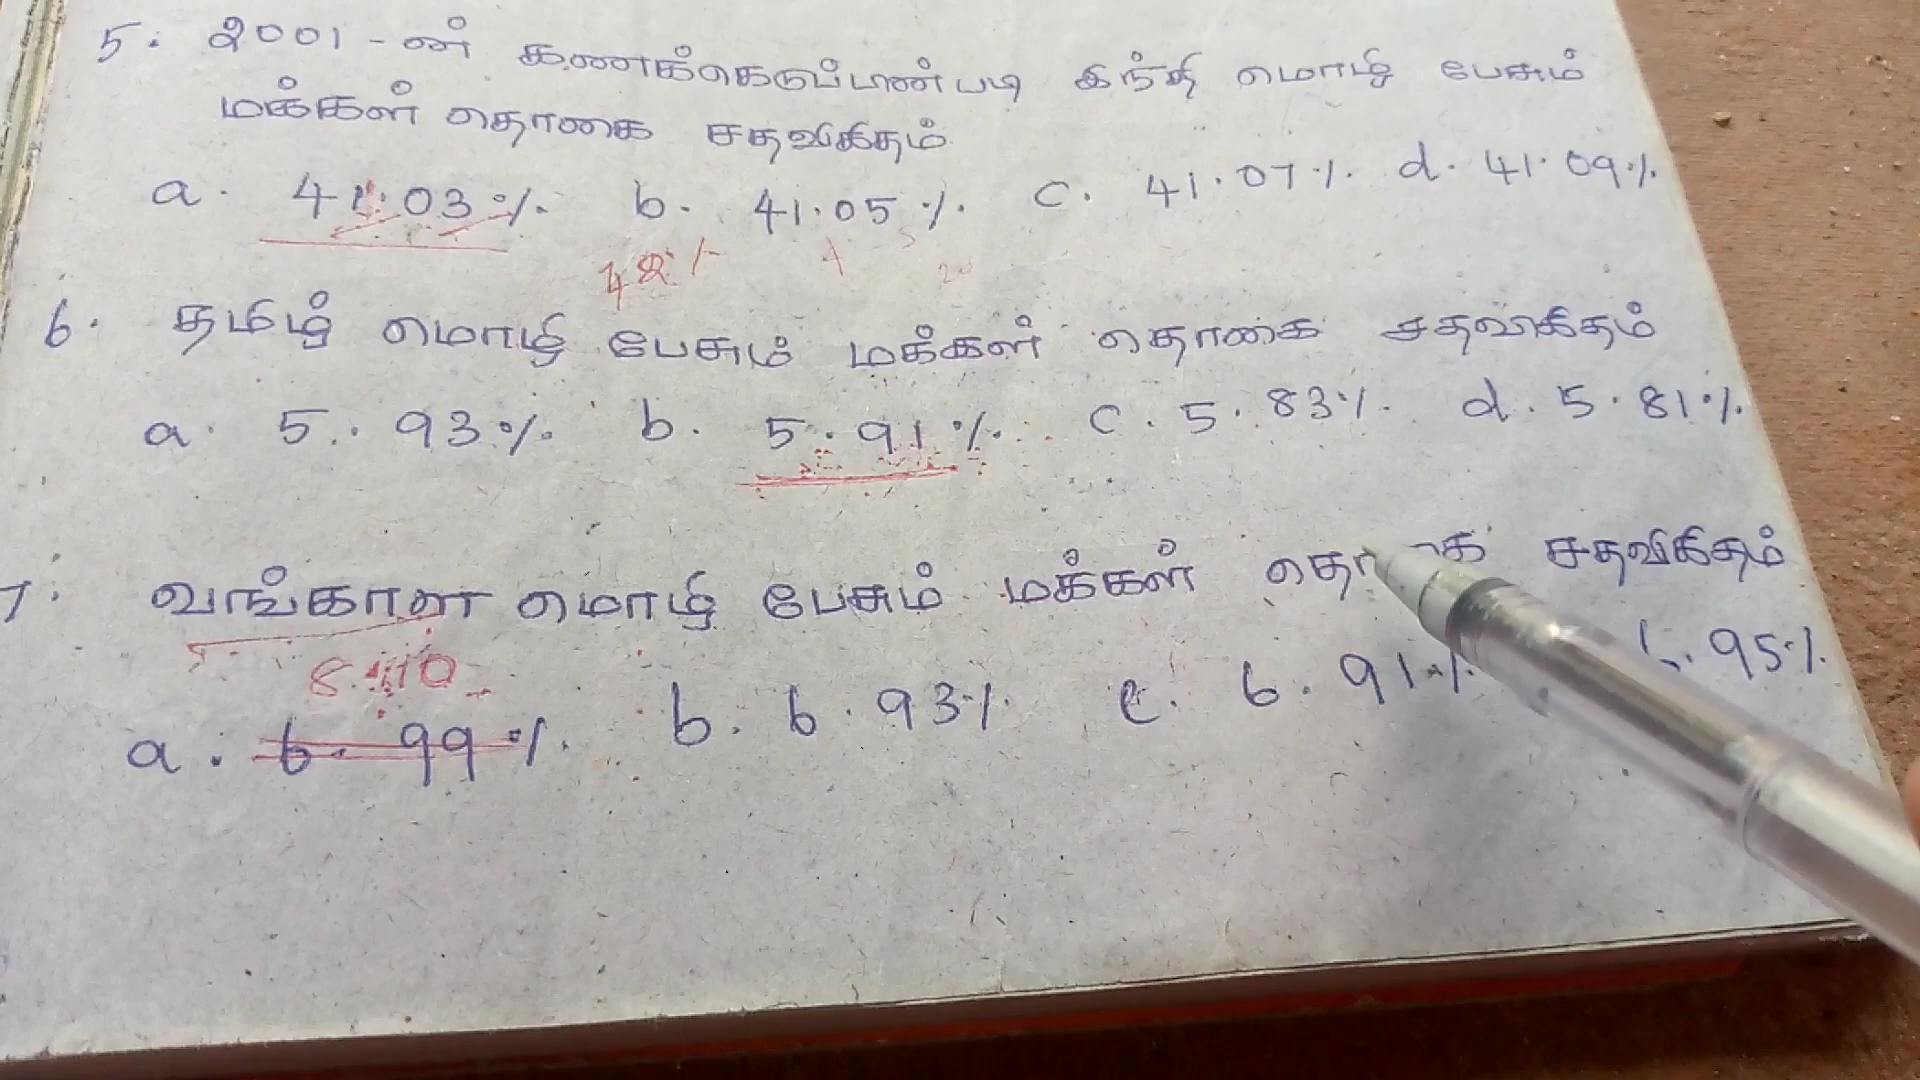 5. 2001 - ன் கணக்கெடுப்பின் படி இந்தி மொழி பேசும்
மக்கள் தொகை சதவிகிதம்
a. 41.03% b. 41.05% c. 41.07% d. 41.09%
42%
6. தமிழ் மொழி பேசும் மக்கள் தொகை சதவிகிதம்
a. 5.93% b. 5.91% c. 5.83% d. 5.81%
7. வங்காள மொழி பேசும் மக்கள் சதவிகிதம்
8.10
a. 6.99% b. 6.93% c. 6.91% 6.95%